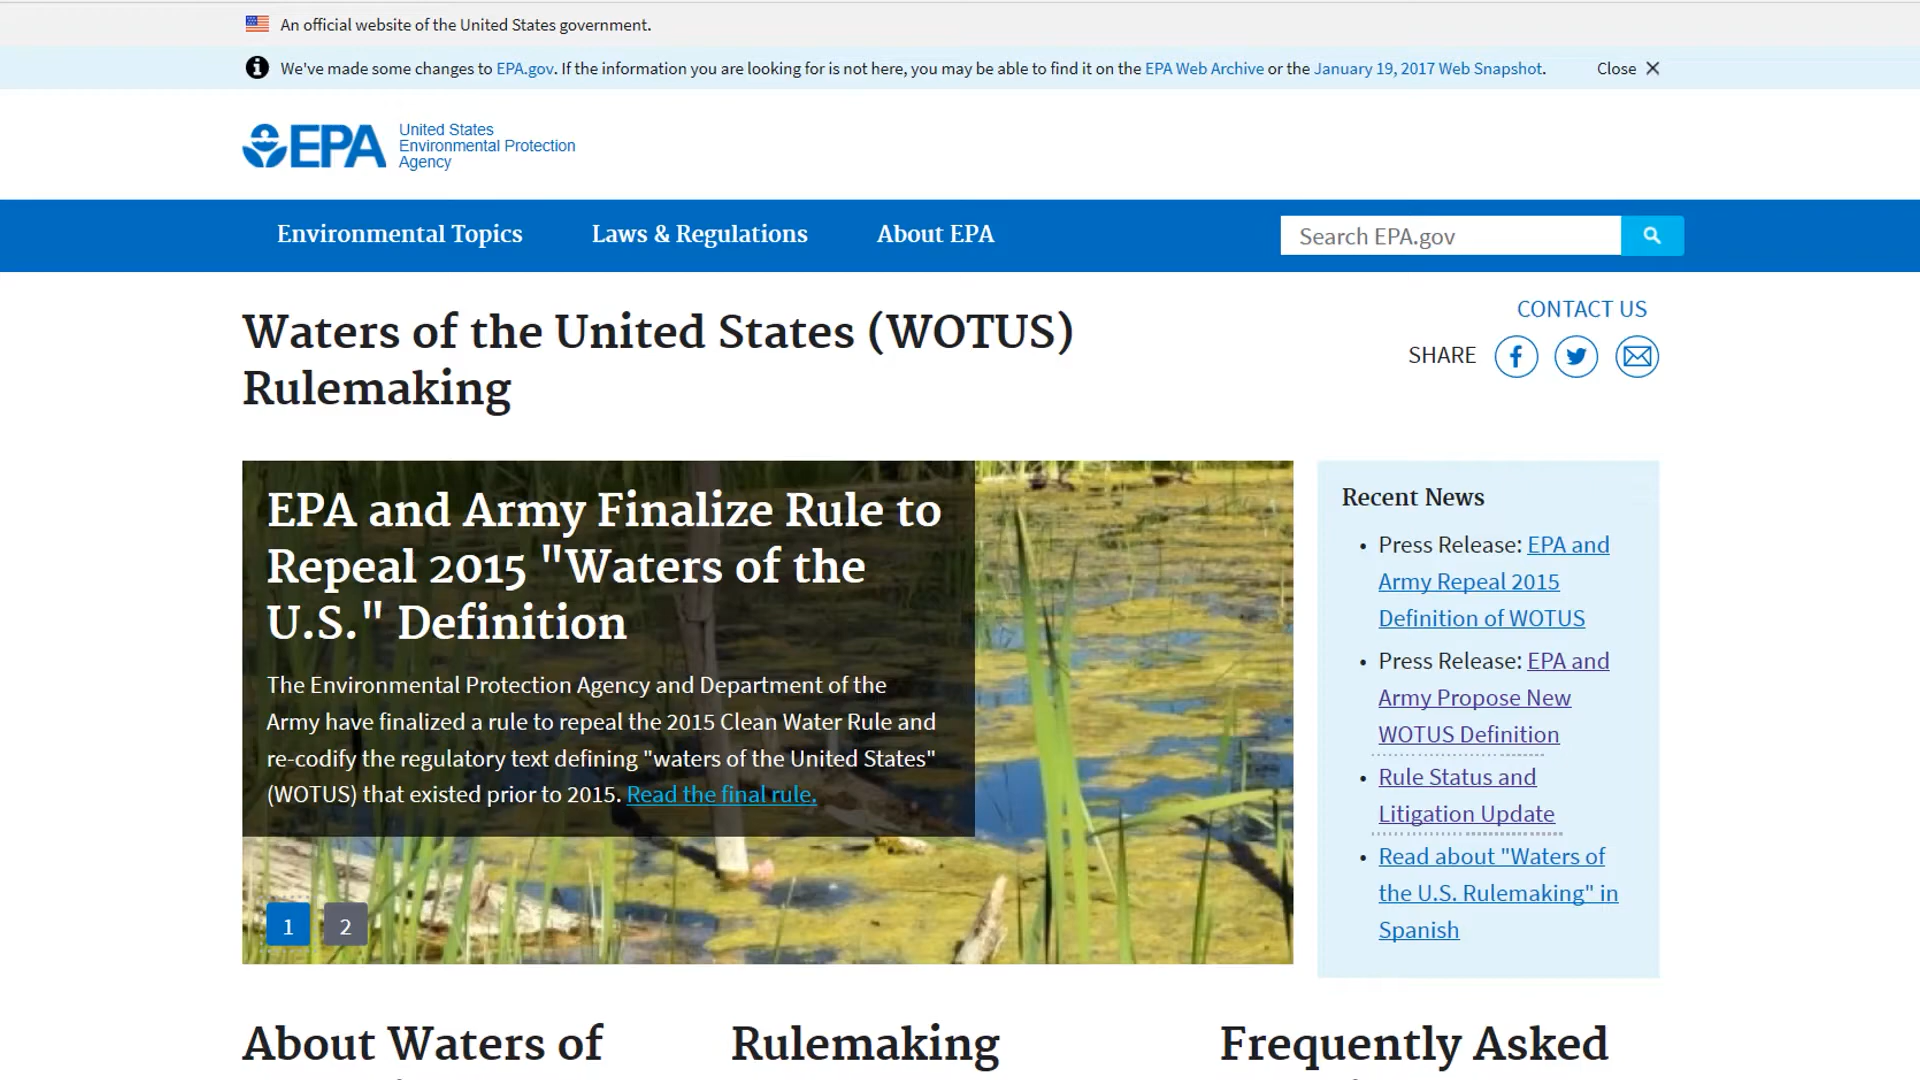 An official website of the United States government.
We've made some changes to EPA.gov. If the information you are looking for is not here, you may be able to find it on the EPA Web Archive or the January 19, 2017 Web Snapshot.
Close
EPA
United States
Environmental Protection
Agency
Environmental Topics
Laws & Regulations
About EPA
Search EPA.gov
Waters of the United States (WOTUS)
Rulemaking
CONTACT US
SHARE
EPA and Army Finalize Rule to
Repeal 2015 "Waters of the
U.S." Definition
The Environmental Protection Agency and Department of the
Army have finalized a rule to repeal the 2015 Clean Water Rule and
re-codify the regulatory text defining "waters of the United States"
(WOTUS) that existed prior to 2015. Read the final rule.
1
2
Recent News
• Press Release: EPA and
Army Repeal 2015
Definition of WOTUS
• Press Release: EPA and
Army Propose New
WOTUS Definition
• Rule Status and
Litigation Update
• Read about "Waters of
the U.S. Rulemaking" in
Spanish
About Waters of
Rulemaking
Frequently Asked